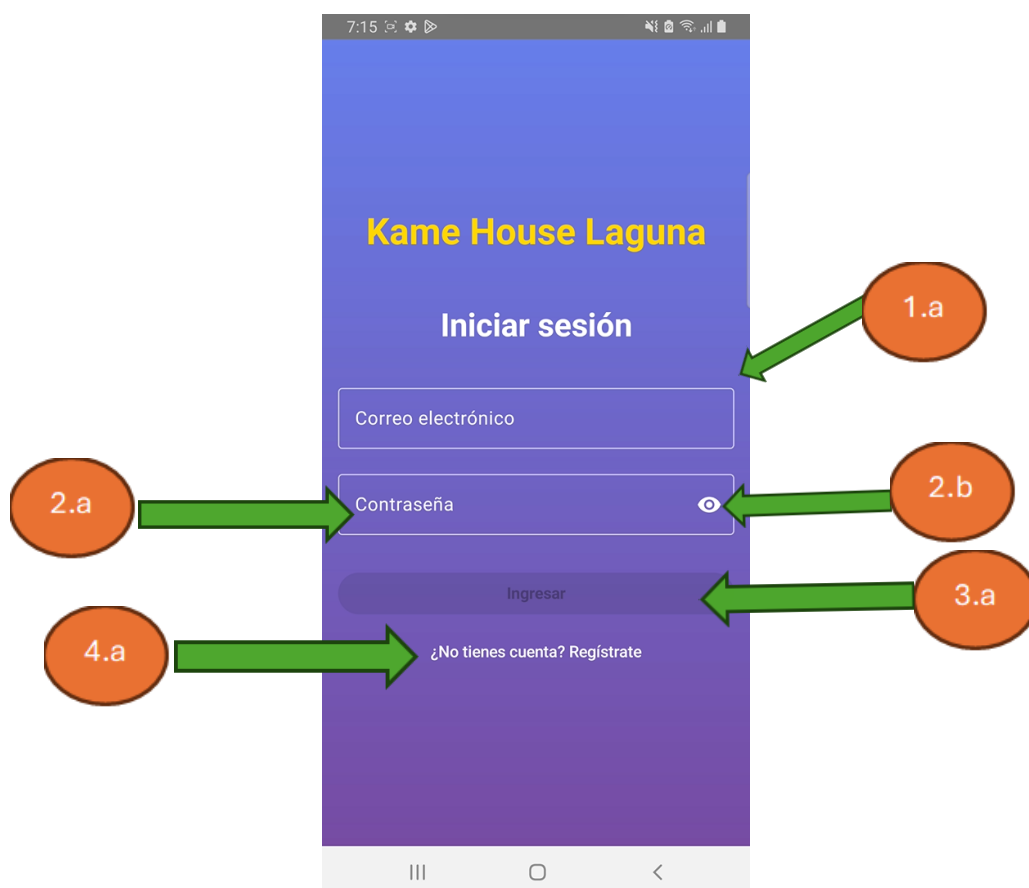 7:15
Kame House Laguna
1.a
Iniciar sesión
Correo electrónico
2.a
Contraseña
2.b
Ingresar
3.a
4.a
¿No tienes cuenta? Regístrate